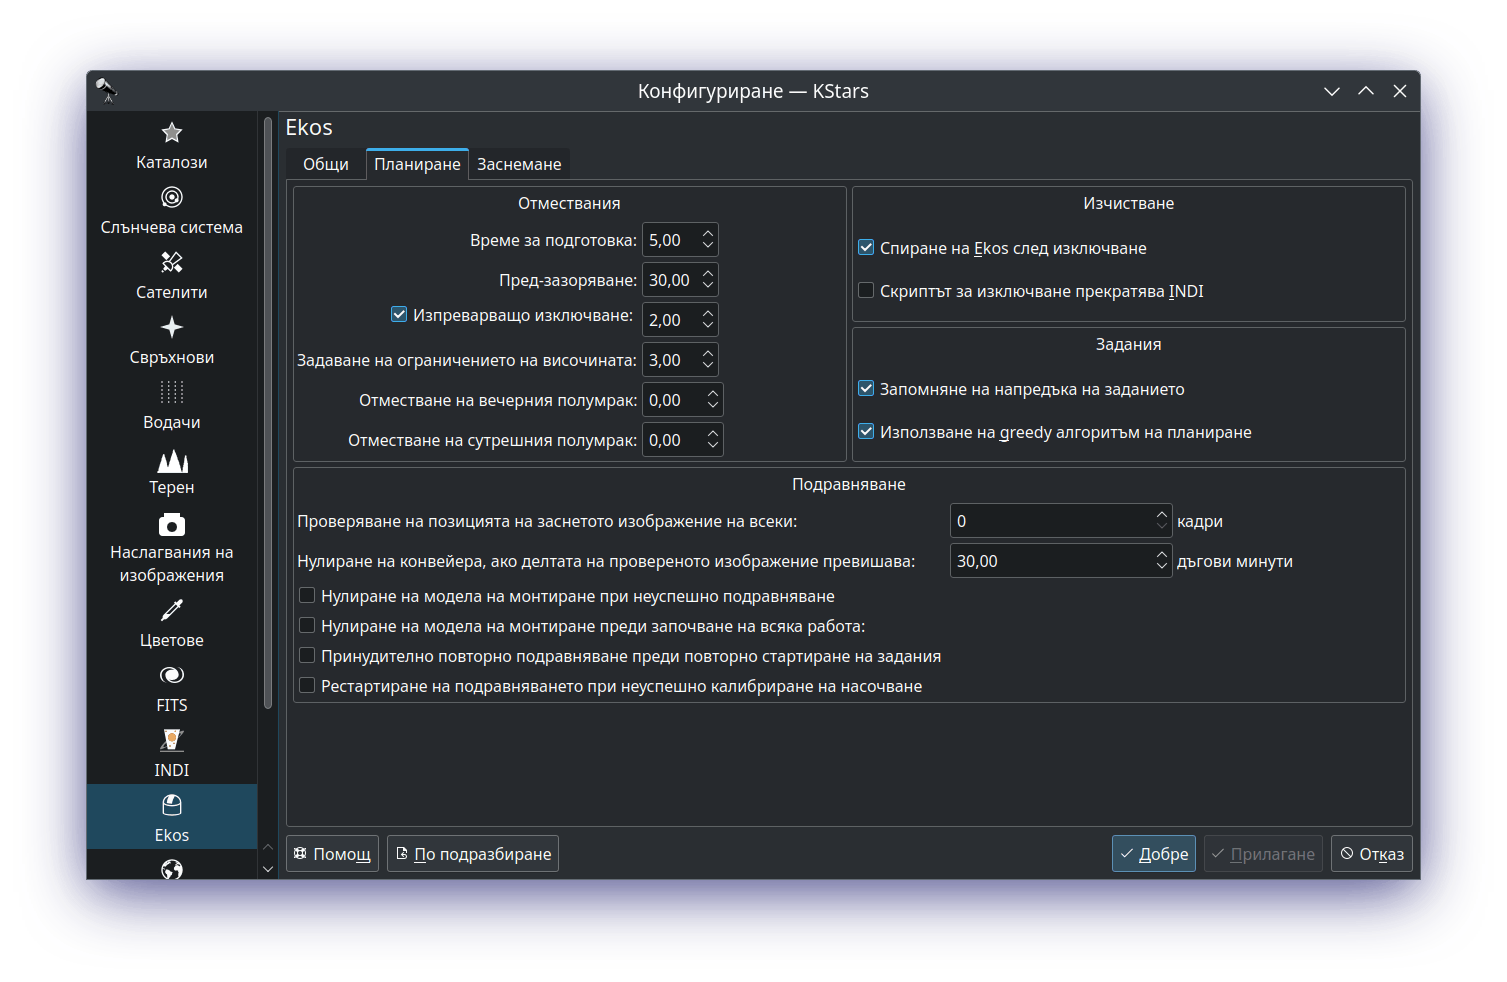 Конфигуриране — KStars
Каталози
Слънчева система
Сателити
Свръхнови
Водачи
Терен
Наслагвания на
изображения
Цветове
FITS
INDI
Ekos
Ekos
Общи
Планиране
Заснемане
Отмествания
Време за подготовка: 5,00
Пред-зазоряване: 30,00
Изпреварващо изключване: 2,00
Задаване на ограничението на височината: 3,00
Отместване на вечерния полумрак: 0,00
Отместване на сутрешния полумрак: 0,00
Изчистване
Спиране на Ekos след изключване
Скриптът за изключване прекратява INDI
Задания
Запомняне на напредъка на заданието
Използване на greedy алгоритъм на планиране
Подравняване
Проверяване на позицията на заснетото изображение на всеки: 0 кадри
Нулиране на конвейера, ако делтата на провереното изображение превишава: 30,00 дъгови минути
Нулиране на модела на монтиране при неуспешно подравняване
Нулиране на модела на монтиране преди започване на всяка работа:
Принудително повторно подравняване преди повторно стартиране на задания
Рестартиране на подравняването при неуспешно калибриране на насочване
Помощ
По подразбиране
Добре
Прилагане
Отказ